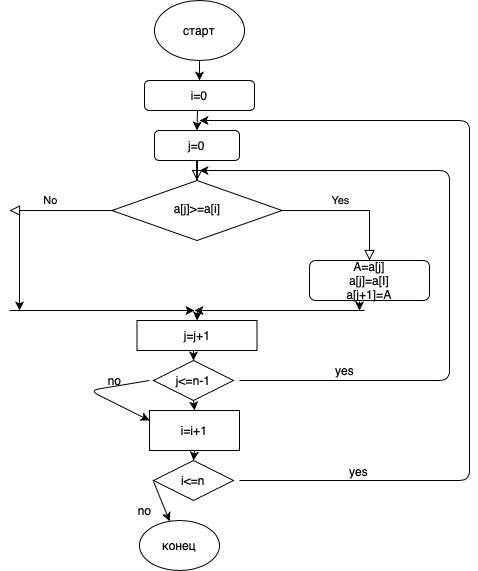 старт
i=0
j=0
No
a[j]>=a[i]
Yes
A=a[j]
a[j]=a[I]
a[j+1]=A
j=j+1
no
j<=n-1
yes
i=i+1
i<=n
yes
no
конец